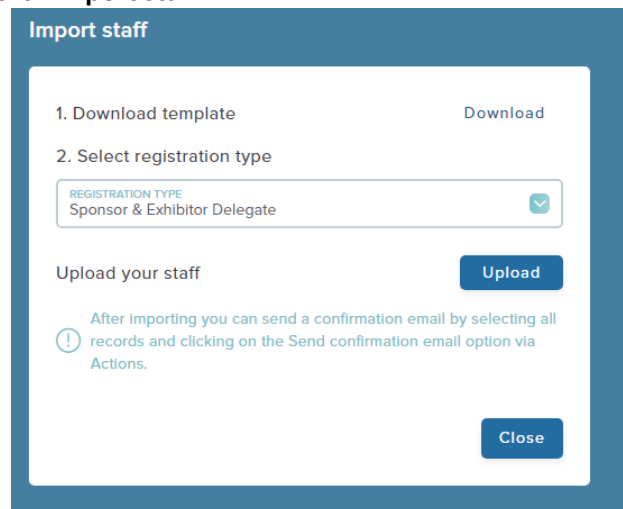 Import staff
1. Download template
Download
2. Select registration type
REGISTRATION TYPE
Sponsor & Exhibitor Delegate
Upload your staff
Upload
After importing you can send a confirmation email by selecting all
records and clicking on the Send confirmation email option via
Actions.
Close